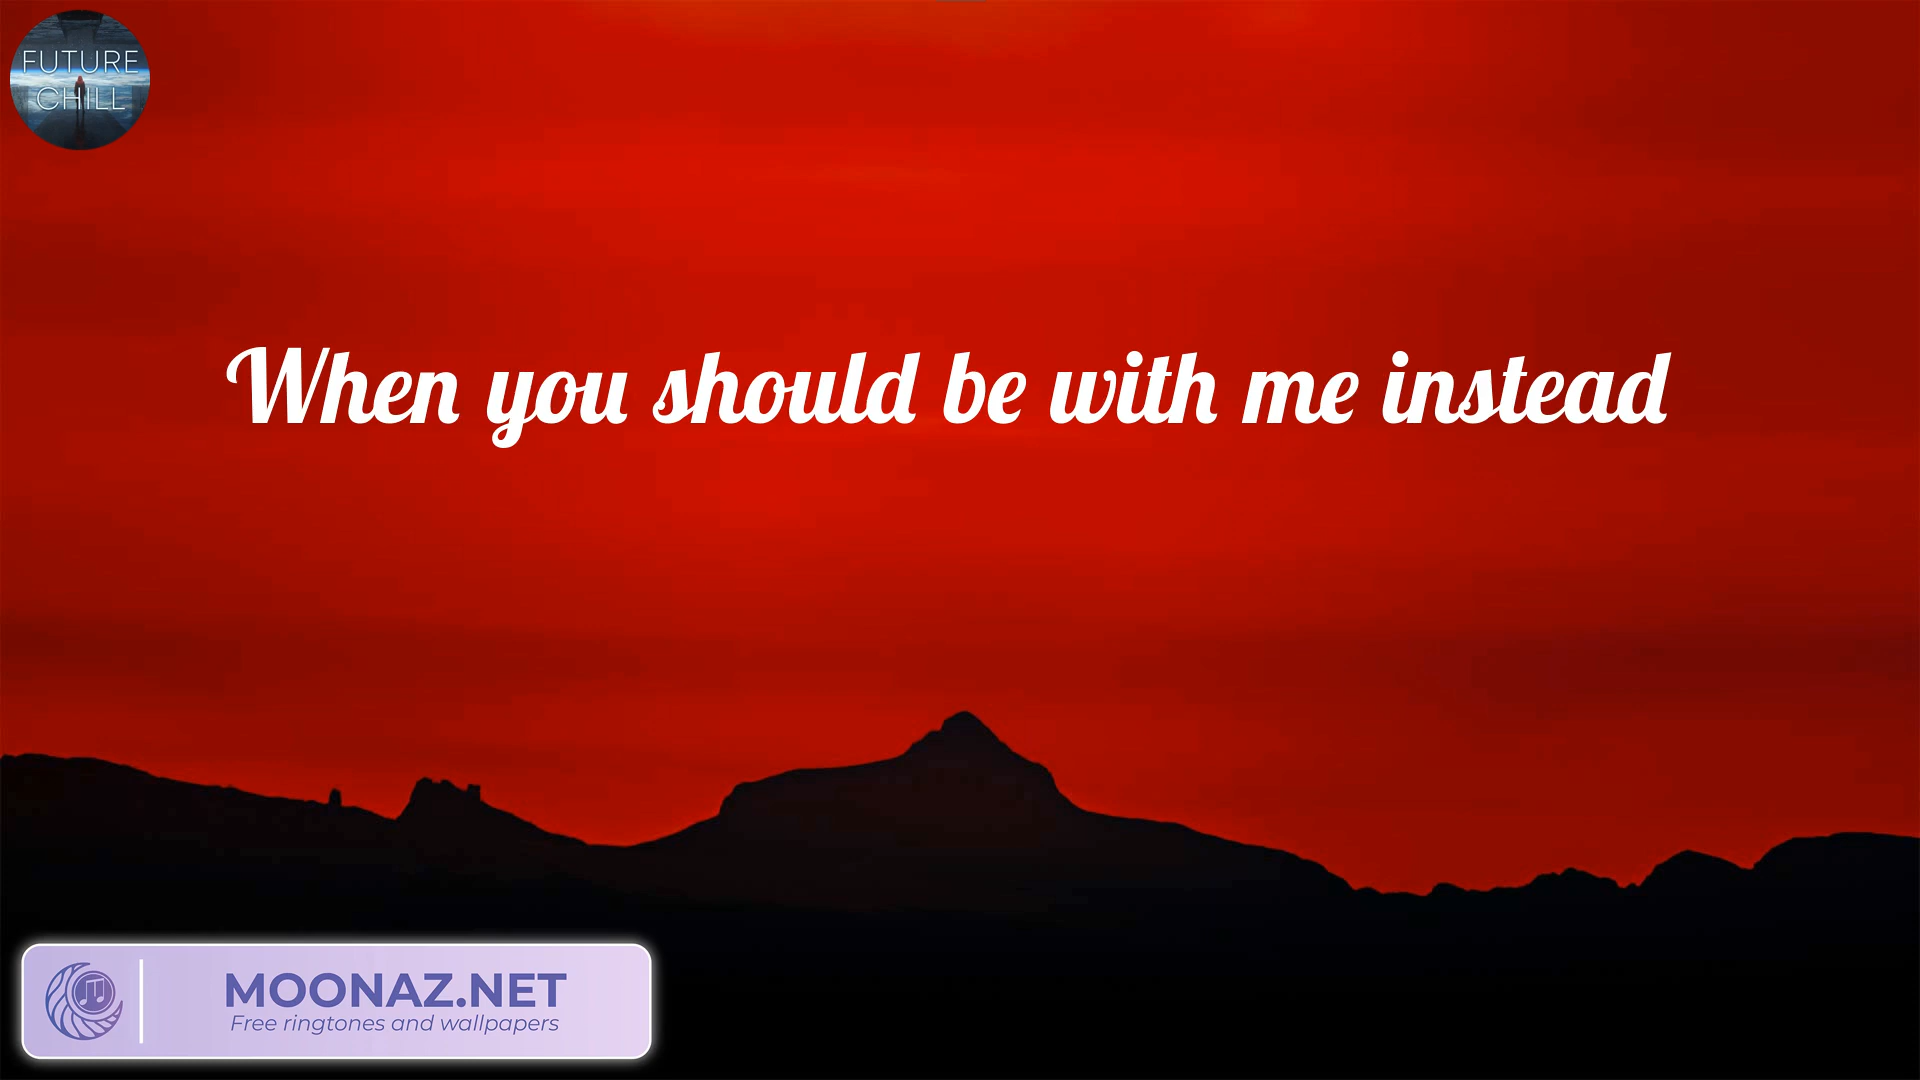 FUTURE
CHILL
When you should be with me instead
MOONAZ.NET
Free ringtones and wallpapers